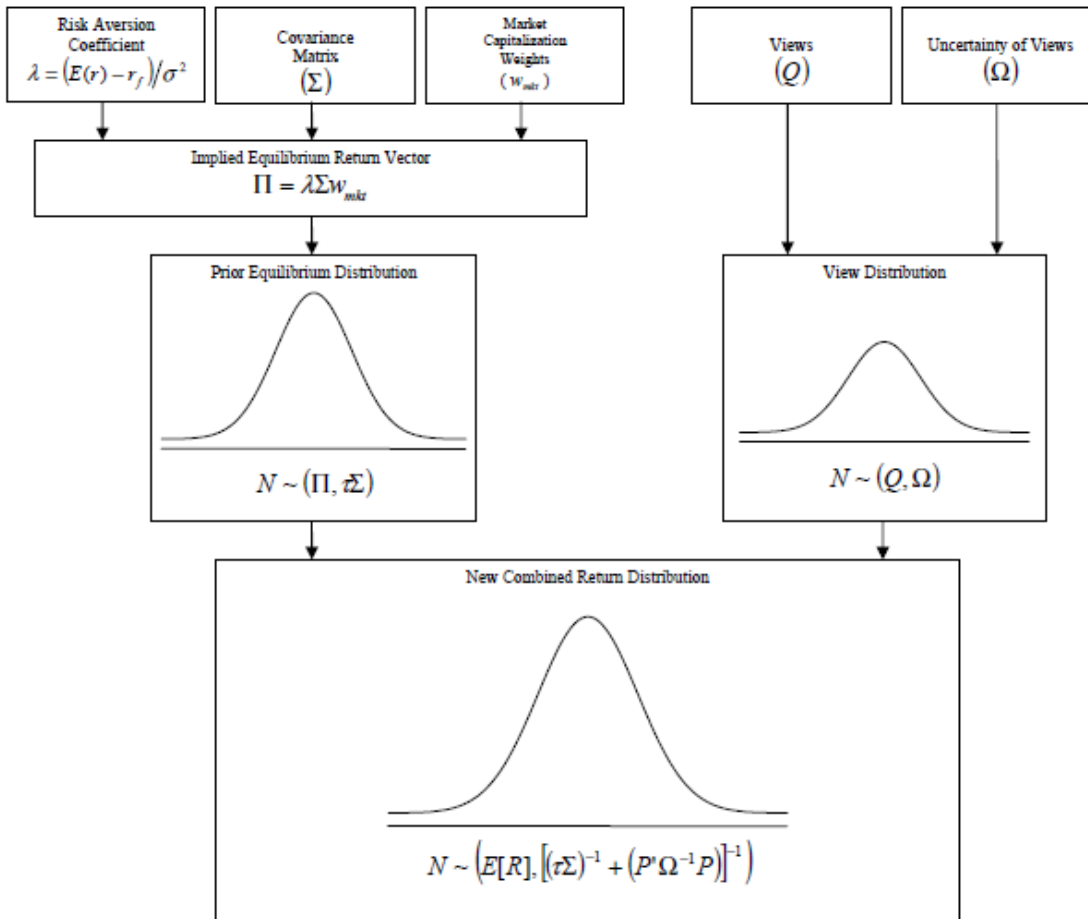 Risk Aversion
Coefficient
λ = (E(r) − r_f)/σ²
Covariance
Matrix
(Σ)
Market
Capitalization
Weights
(w_mkt)
Views
(Q)
Uncertainty of Views
(Ω)
Implied Equilibrium Return Vector
Π = λΣw_mkt
Prior Equilibrium Distribution
N ~ (Π, τΣ)
View Distribution
N ~ (Q, Ω)
New Combined Return Distribution
N ~ (E[R], [(τΣ)⁻¹ + (P'Ω⁻¹P)]⁻¹)